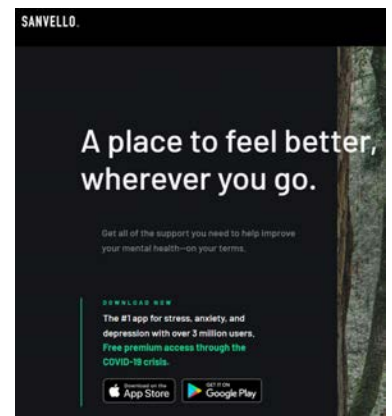 SANVELLO.
A place to feel better,
wherever you go.
Get all of the support you need to help improve
your mental health—on your terms.
DOWNLOAD NOW
The #1 app for stress, anxiety, and
depression with over 3 million users.
Free premium access through the
COVID-19 crisis.
Download on the
App Store
GET IT ON
Google Play